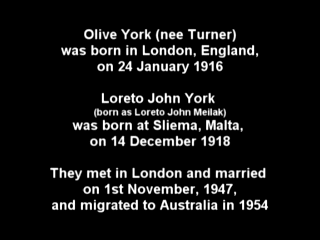 Olive York (nee Turner)
was born in London, England,
on 24 January 1916
Loreto John York
(born as Loreto John Meilak)
was born at Sliema, Malta,
on 14 December 1918
They met in London and married
on 1st November, 1947,
and migrated to Australia in 1954